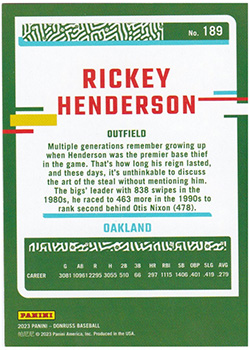 No. 189
RICKEY
HENDERSON
OUTFIELD
Multiple generations remember growing up
when Henderson was the premier base thief
in the game. That's how long his reign lasted,
and these days, it's unthinkable to discuss
the art of the steal without mentioning him.
The bigs' leader with 838 swipes in the
1980s, he raced to 463 more in the 1990s to
rank second behind Otis Nixon (478).
OAKLAND
G AB R H 2B 3B HR RBI SB SLG AVG
CAREER 3081 10961 2295 3055 510 66 297 1115 1406 .401 .419 .279
PANINI
2023 PANINI - DONRUSS BASEBALL
© 2023 Panini America, Inc. Produced in the USA.